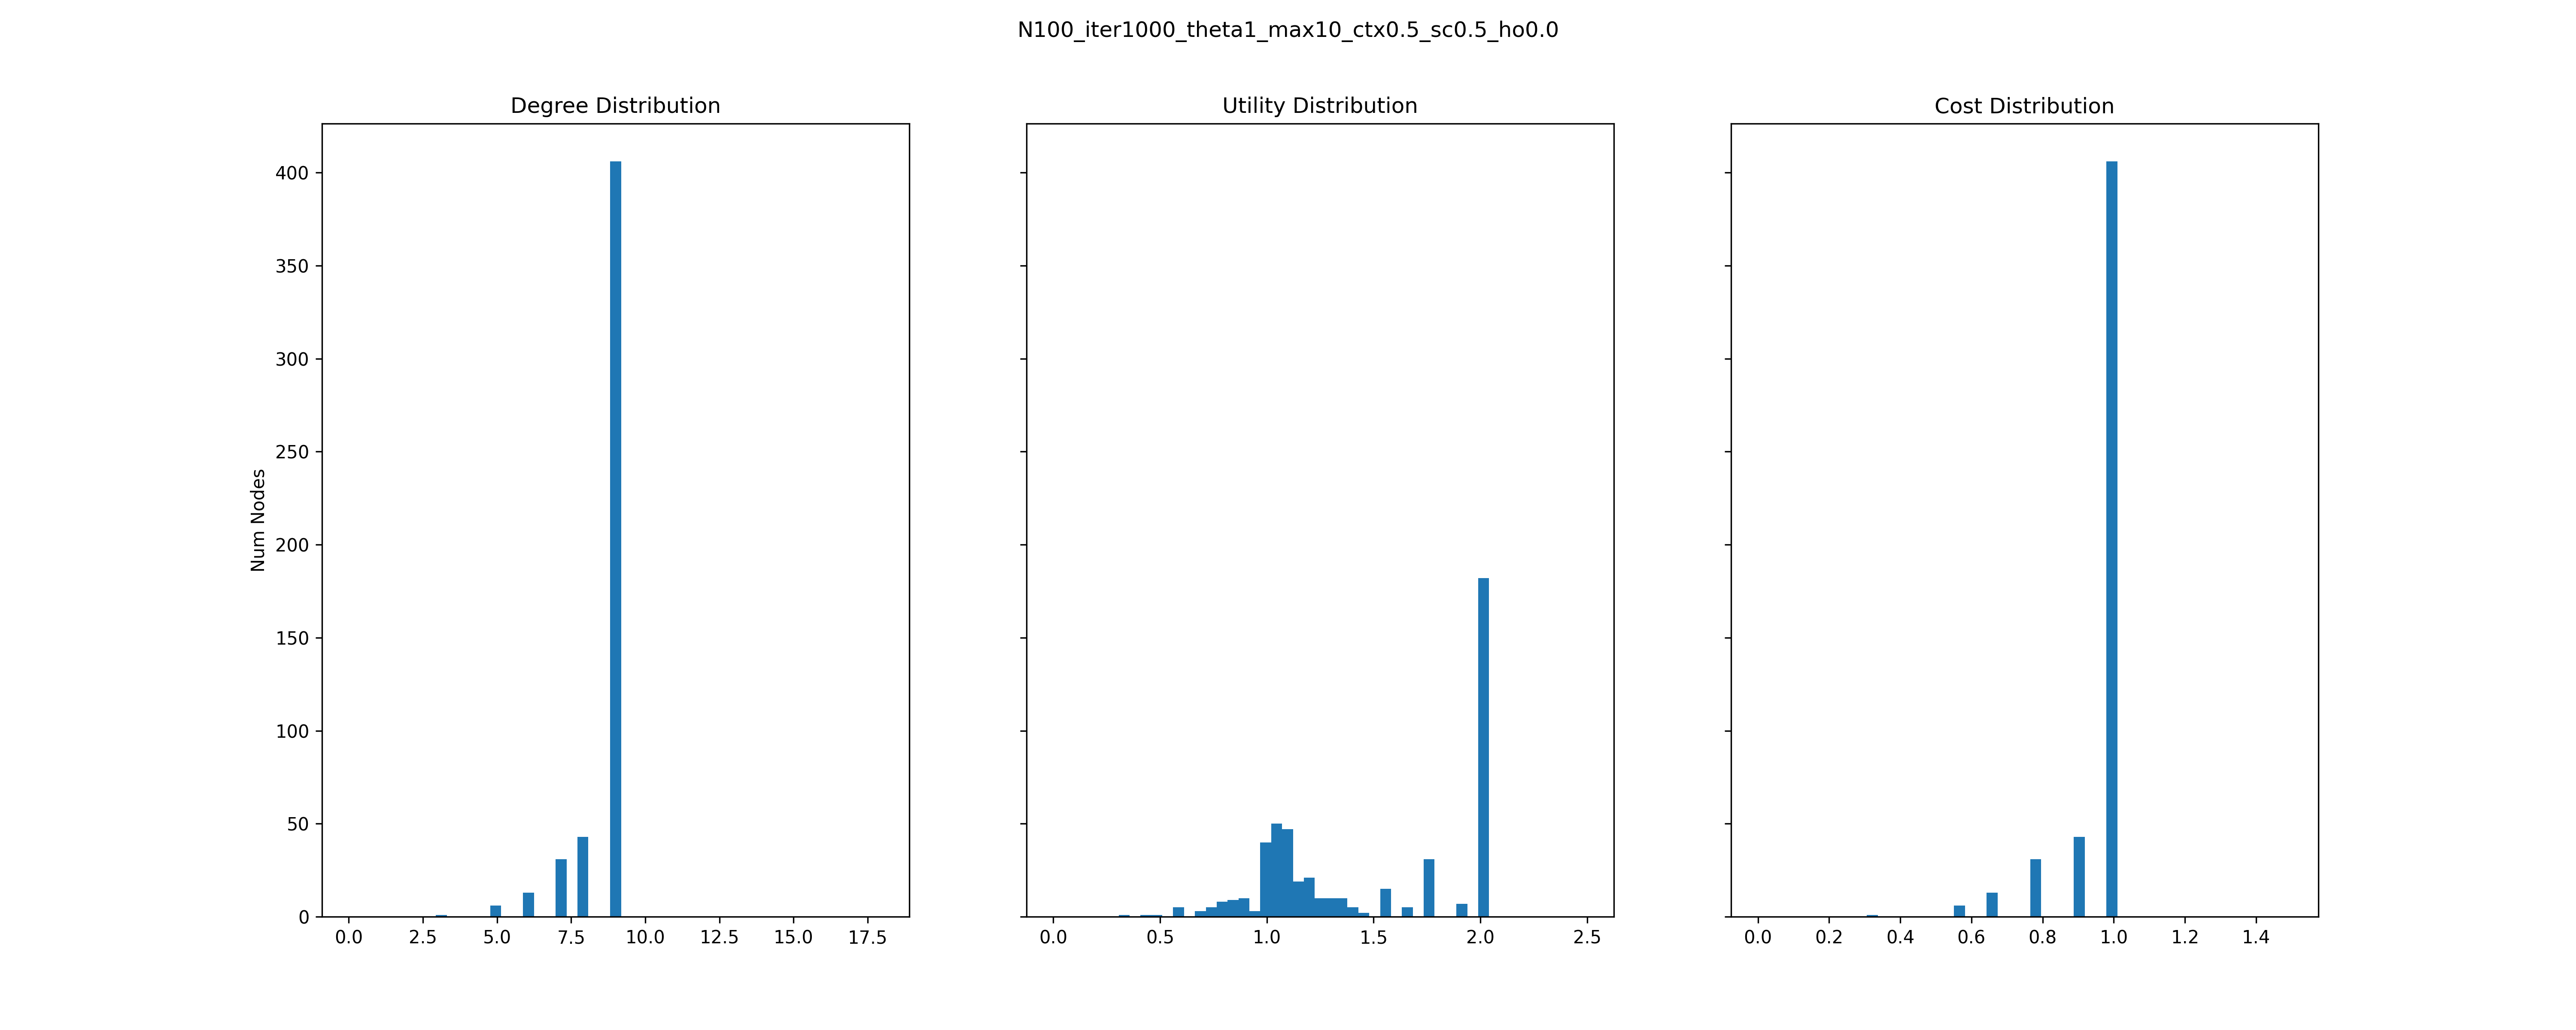 N100_iter1000_theta1_max10_ctx0.5_sc0.5_ho0.0
Degree Distribution
Utility Distribution
Cost Distribution
Num Nodes
400
350
300
250
200
150
100
50
0
0.0 2.5 5.0 7.5 10.0 12.5 15.0 17.5
0.0 0.5 1.0 1.5 2.0 2.5
0.0 0.2 0.4 0.6 0.8 1.0 1.2 1.4